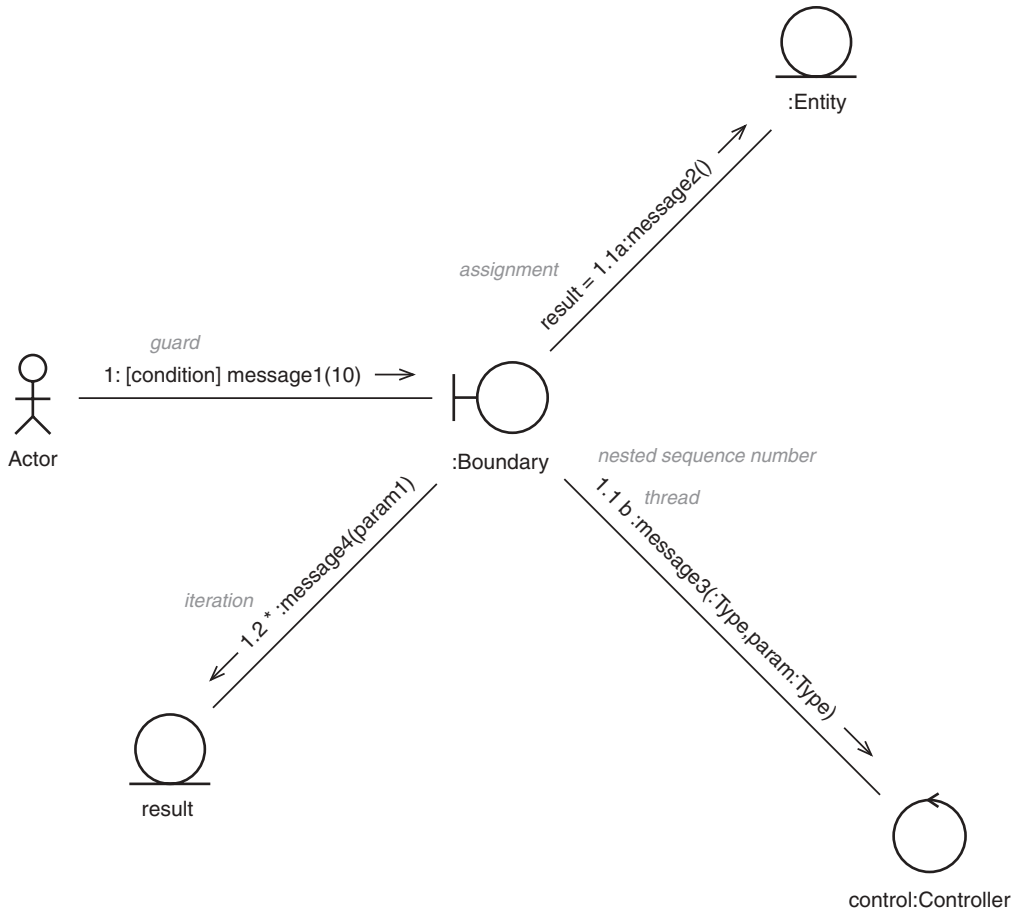 :Entity
result = 1.1a:message2()
assignment
guard
1: [condition] message1(10)
Actor
:Boundary
nested sequence number
thread
1.1 b :message3(:Type,param:Type)
1.2 * :message4(param1)
iteration
result
control:Controller